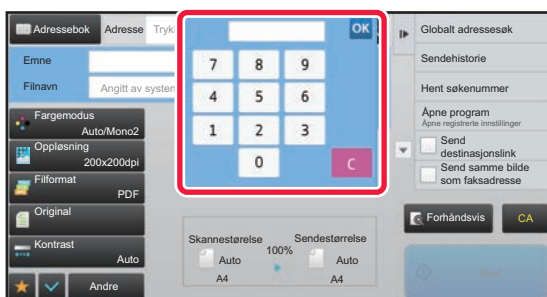 Adressebok
Adresse
Emne
Filnavn
Angitt av system
Fargemodus
Auto/Mono2
Oppløsning
200x200dpi
Filformat
PDF
Original
Kontrast
Auto
Andre
OK
7 8 9
4 5 6
1 2 3
0 C
Skannestørelse
100%
Sendestørrelse
Auto
A4
Auto
A4
Globalt adressesøk
Sendehistorie
Hent søkenummer
Åpne program
Åpne registrerte innstillinger
Send
destinasjonslink
Send samme bilde
som faksadresse
Forhåndsvis
CA
Start